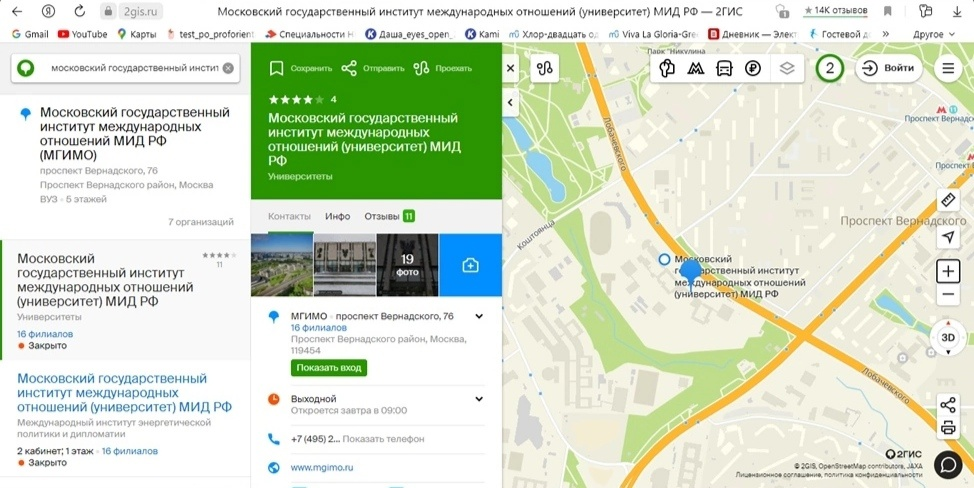 2gis.ru
Московский государственный институт международных отношений (университет) МИД РФ — 2ГИС
★ 14K отзывов
Gmail
YouTube
Карты
test_po_proforient
Специальности
Даша_eyes_open_
Kami
Хлор-двадцать од
Viva La Gloria-Gre
Дневник — Элект
Гостевой д
Другое
московский государственный инстит
Московский государственный
институт международных
отношений МИД РФ
(МГИМО)
проспект Вернадского, 76
Проспект Вернадского район, Москва
ВУЗ · 5 этажей
7 организаций
Московский
государственный институт
международных отношений
(университет) МИД РФ
11
Университеты
16 филиалов
Закрыто
Московский государственный
институт международных
отношений (университет) МИД РФ
Международный институт энергетической
политики и дипломатии
2 кабинет; 1 этаж · 16 филиалов
Закрыто
Сохранить
Отправить
Проехать
4
Московский государственный
институт международных
отношений (университет) МИД
РФ
Университеты
Контакты
Инфо
Отзывы 11
19
фото
МГИМО · проспект Вернадского, 76
16 филиалов
Проспект Вернадского район, Москва,
119454
Показать вход
Выходной
Откроется завтра в 09:00
+7 (495) 2... Показать телефон
www.mgimo.ru
Парк "Никулина
2
Войти
Лобачевского
Проспект Вернадс
Проспект
Проспект Вернадского
Коштоянца
Московский
государственный институт
международных отношений
(университет) МИД РФ
3D
Лобачевского
2ГИС
© 2GIS, OpenStreetMap contributors, JAXA
Лицензионное соглашение, политика конфиденциальности